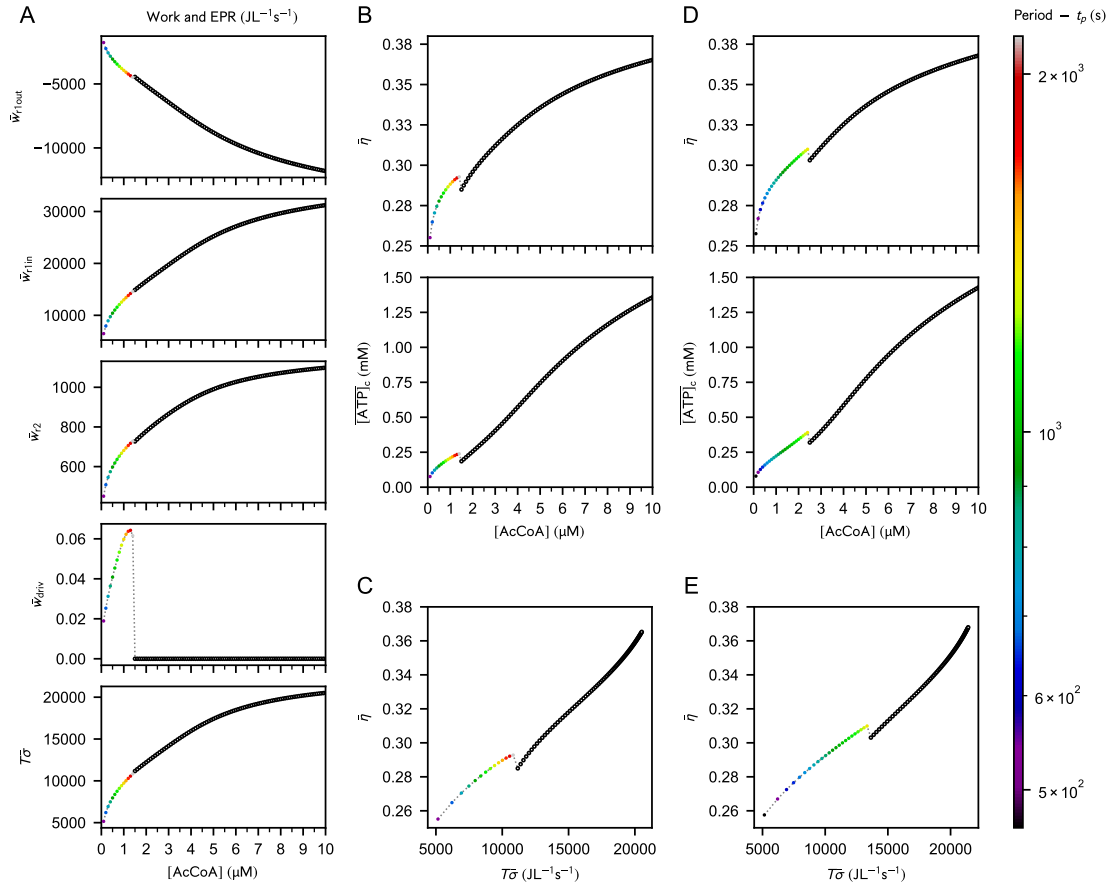 A
Work and EPR (JL⁻¹s⁻¹)
−5000
−10000
w̄r1out
30000
20000
10000
w̄r1in
1000
800
600
w̄r2
0.06
0.04
0.02
0.00
w̄driv
20000
15000
10000
5000
Tσ̄
0 1 2 3 4 5 6 7 8 9 10
[AcCoA] (μM)
B
0.38
0.35
0.33
0.30
0.28
0.25
η̄
1.50
1.25
1.00
0.75
0.50
0.25
0.00
[ATP]c (mM)
0 1 2 3 4 5 6 7 8 9 10
[AcCoA] (μM)
C
0.38
0.36
0.34
0.32
0.30
0.28
0.26
η̄
5000 10000 15000 20000
Tσ̄ (JL⁻¹s⁻¹)
D
0.38
0.35
0.33
0.30
0.28
0.25
η̄
1.50
1.25
1.00
0.75
0.50
0.25
0.00
[ATP]c (mM)
0 1 2 3 4 5 6 7 8 9 10
[AcCoA] (μM)
E
0.38
0.36
0.34
0.32
0.30
0.28
0.26
η̄
5000 10000 15000 20000
Tσ̄ (JL⁻¹s⁻¹)
Period − tp (s)
2 × 10³
10³
6 × 10²
5 × 10²